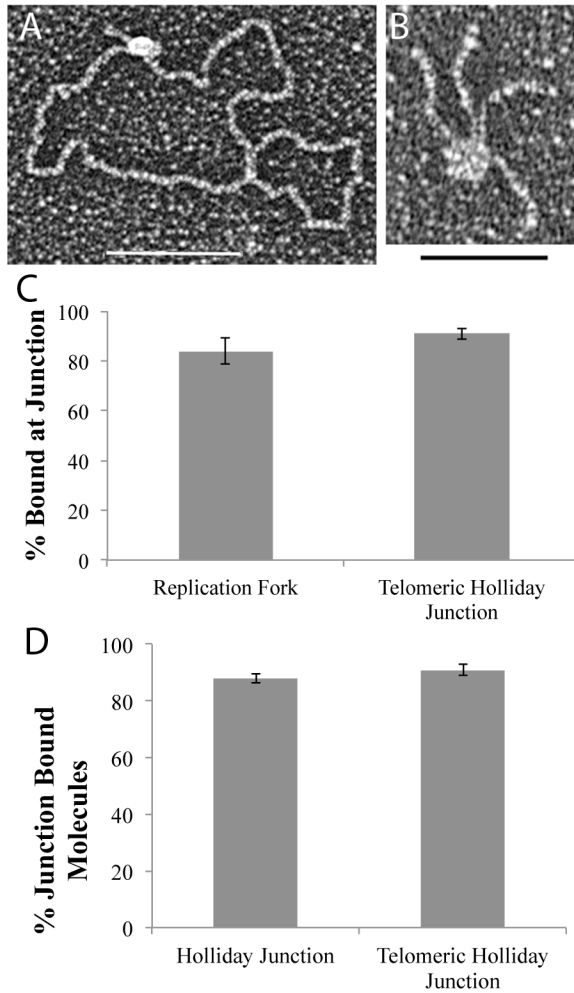 A
B
C
% Bound at Junction
100
80
60
40
20
0
Replication Fork
Telomeric Holliday
Junction
D
% Junction Bound
Molecules
100
80
60
40
20
0
Holliday Junction
Telomeric Holliday
Junction